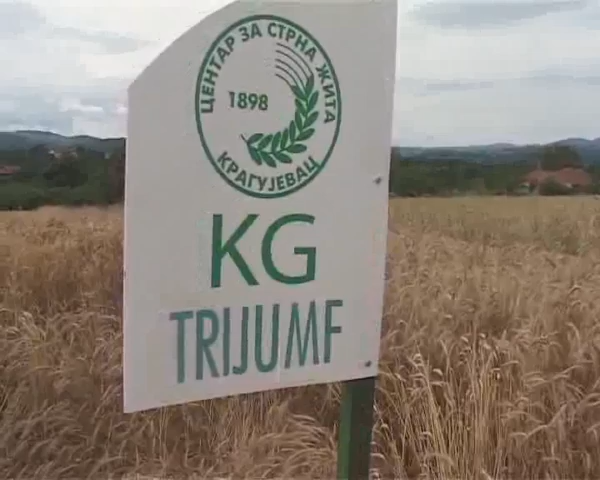 ЦЕНТАР ЗА СТРНА ЖИТА
1898
КРАГУЈЕВАЦ
KG
TRIJUMF